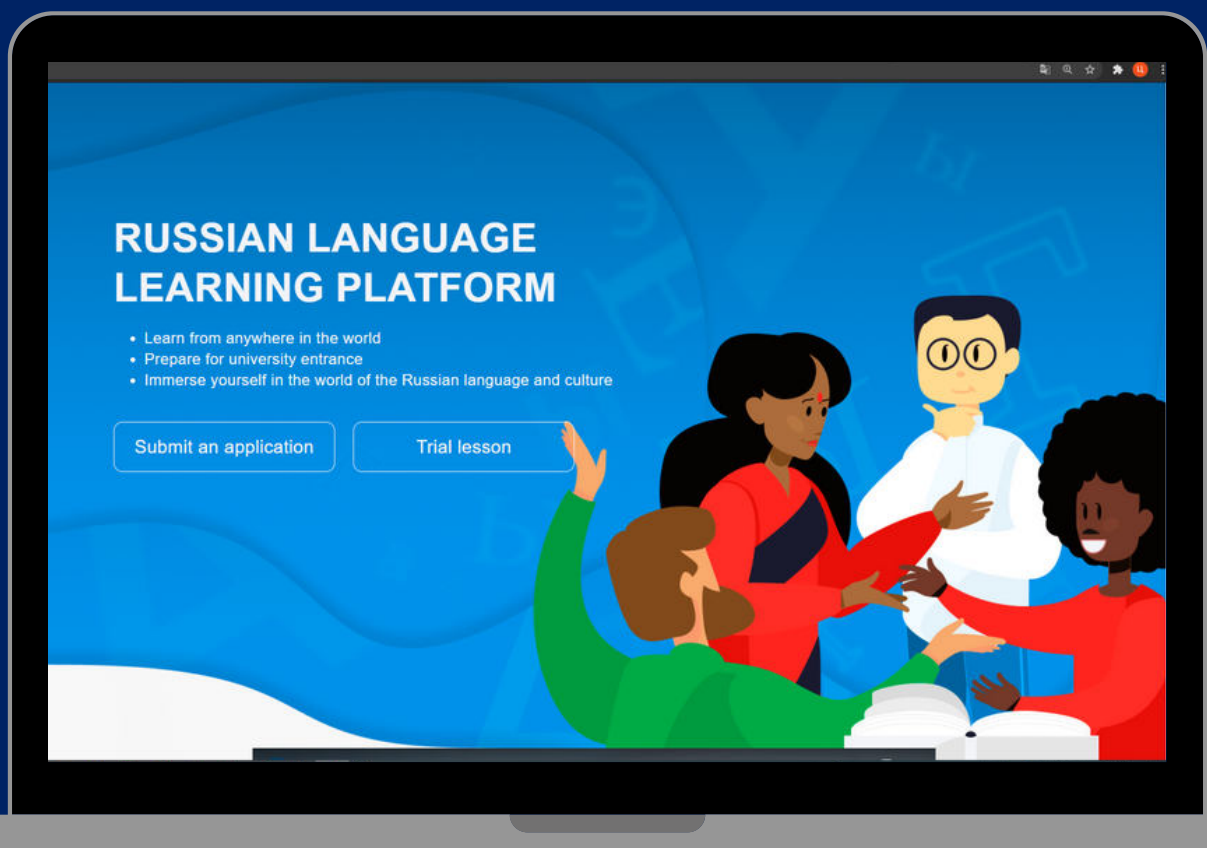 Ц
RUSSIAN LANGUAGE
LEARNING PLATFORM
• Learn from anywhere in the world
• Prepare for university entrance
• Immerse yourself in the world of the Russian language and culture
Submit an application
Trial lesson